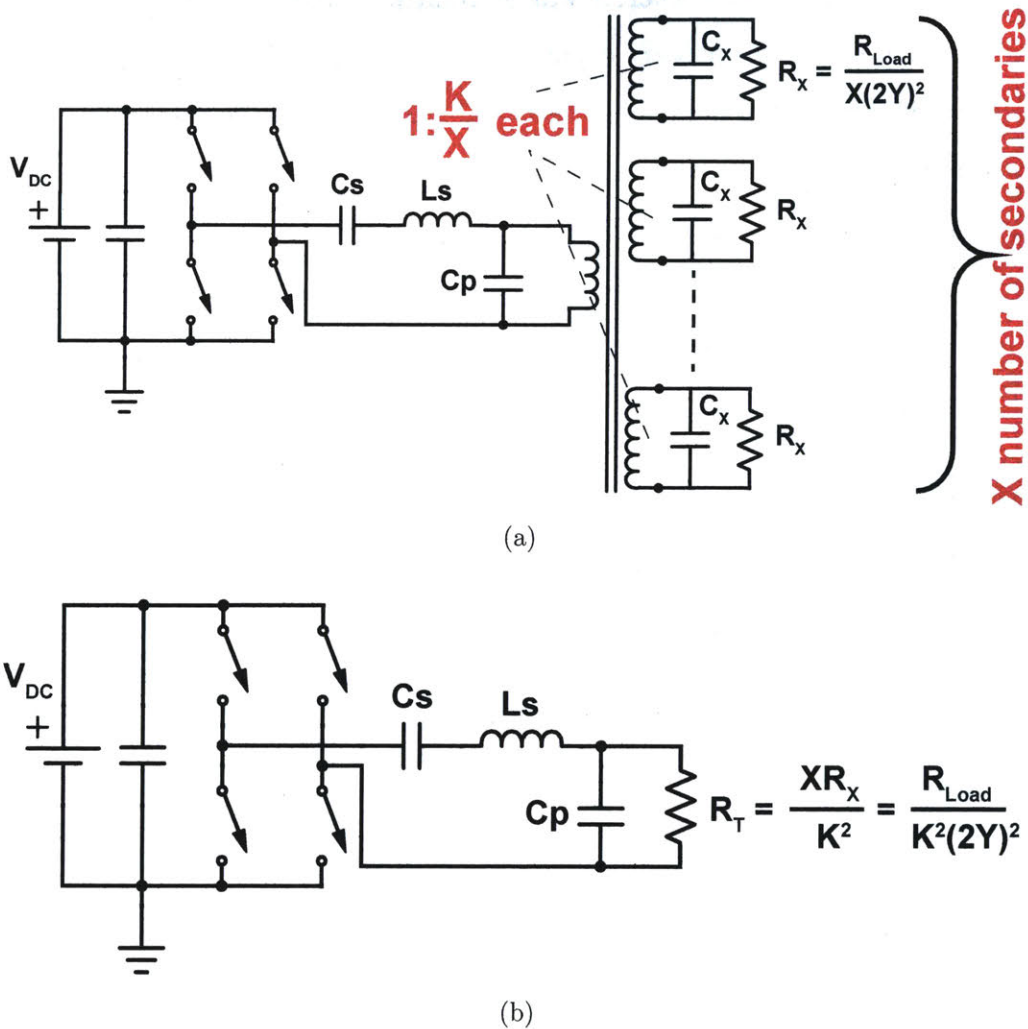 C_X
R_X = R_Load / X(2Y)²
1: K/X each
V_DC
+
Cs
Ls
Cp
C_X
R_X
C_X
R_X
X number of secondaries
(a)
V_DC
+
Cs
Ls
Cp
R_T = XR_X / K² = R_Load / K²(2Y)²
(b)